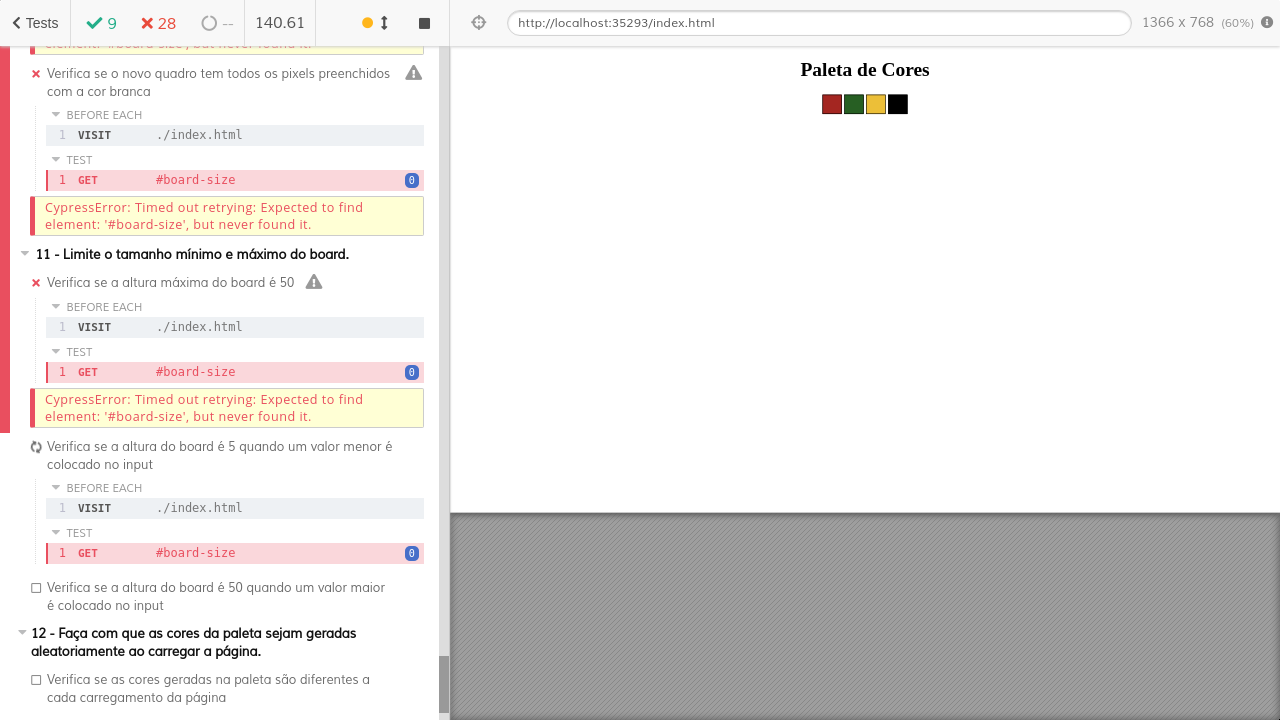 Tests
9
28
--
140.61
http://localhost:35293/index.html
1366 x 768 (60%)
element: '#board-size', but never found it.
Verifica se o novo quadro tem todos os pixels preenchidos
com a cor branca
BEFORE EACH
1 VISIT ./index.html
TEST
1 GET #board-size 0
CypressError: Timed out retrying: Expected to find
element: '#board-size', but never found it.
11 - Limite o tamanho mínimo e máximo do board.
Verifica se a altura máxima do board é 50
BEFORE EACH
1 VISIT ./index.html
TEST
1 GET #board-size 0
CypressError: Timed out retrying: Expected to find
element: '#board-size', but never found it.
Verifica se a altura do board é 5 quando um valor menor é
colocado no input
BEFORE EACH
1 VISIT ./index.html
TEST
1 GET #board-size 0
Verifica se a altura do board é 50 quando um valor maior
é colocado no input
12 - Faça com que as cores da paleta sejam geradas
aleatoriamente ao carregar a página.
Verifica se as cores geradas na paleta são diferentes a
cada carregamento da página
Paleta de Cores